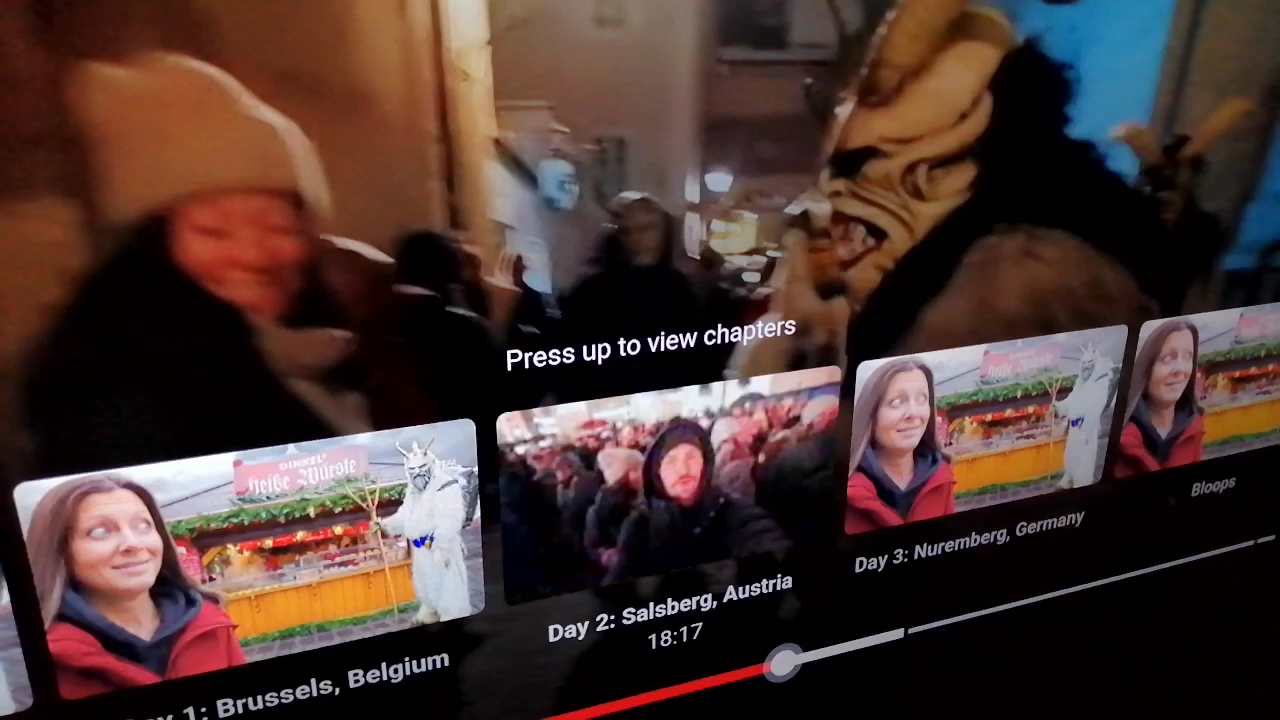 Press up to view chapters
DINKEL'
heiße Würste
Day 1: Brussels, Belgium
Day 2: Salsberg, Austria
18:17
Day 3: Nuremberg, Germany
Bloops